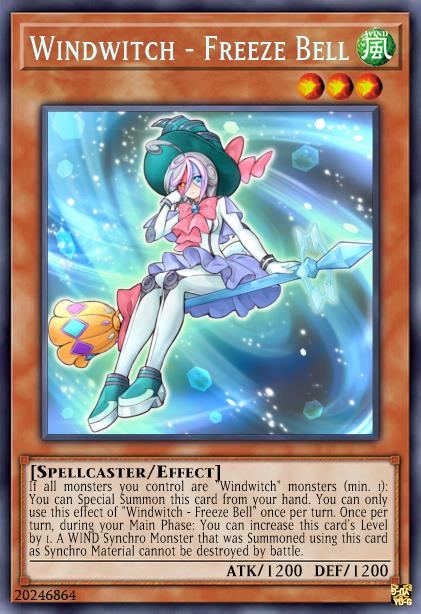 Windwitch - Freeze Bell
WIND
風
[Spellcaster/Effect]
If all monsters you control are "Windwitch" monsters (min. 1):
You can Special Summon this card from your hand. You can only
use this effect of "Windwitch - Freeze Bell" once per turn. Once per
turn, during your Main Phase: You can increase this card's Level
by 1. A WIND Synchro Monster that was Summoned using this card
as Synchro Material cannot be destroyed by battle.
ATK/1200 DEF/1200
20246864